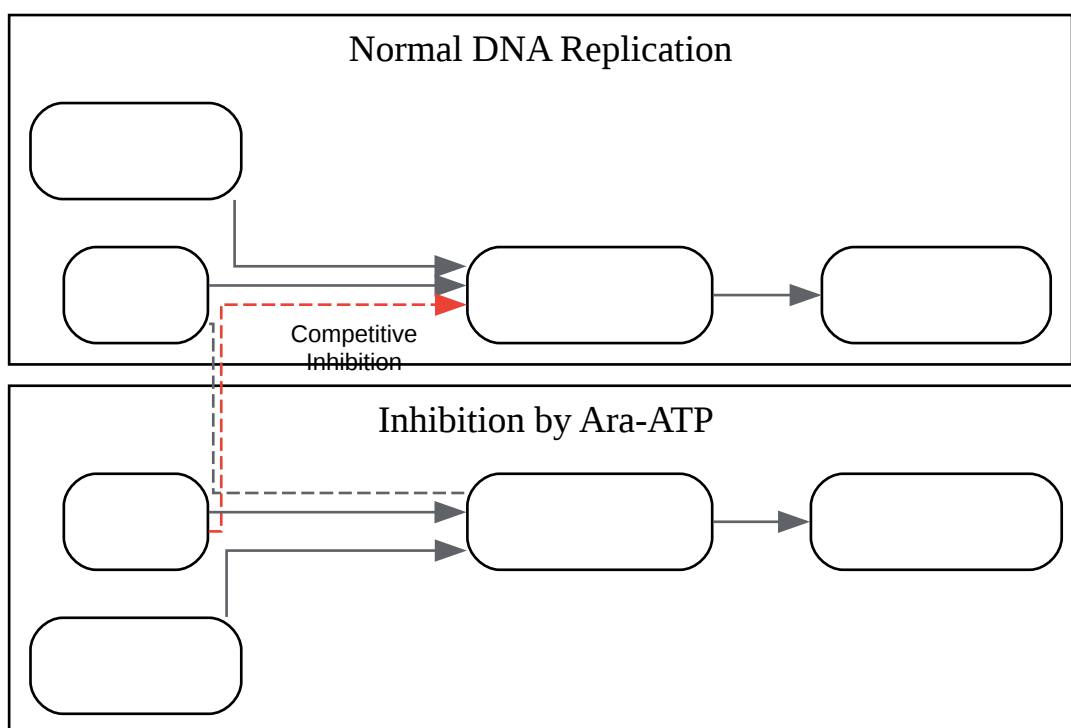 Normal DNA Replication
Competitive
Inhibition
Inhibition by Ara-ATP